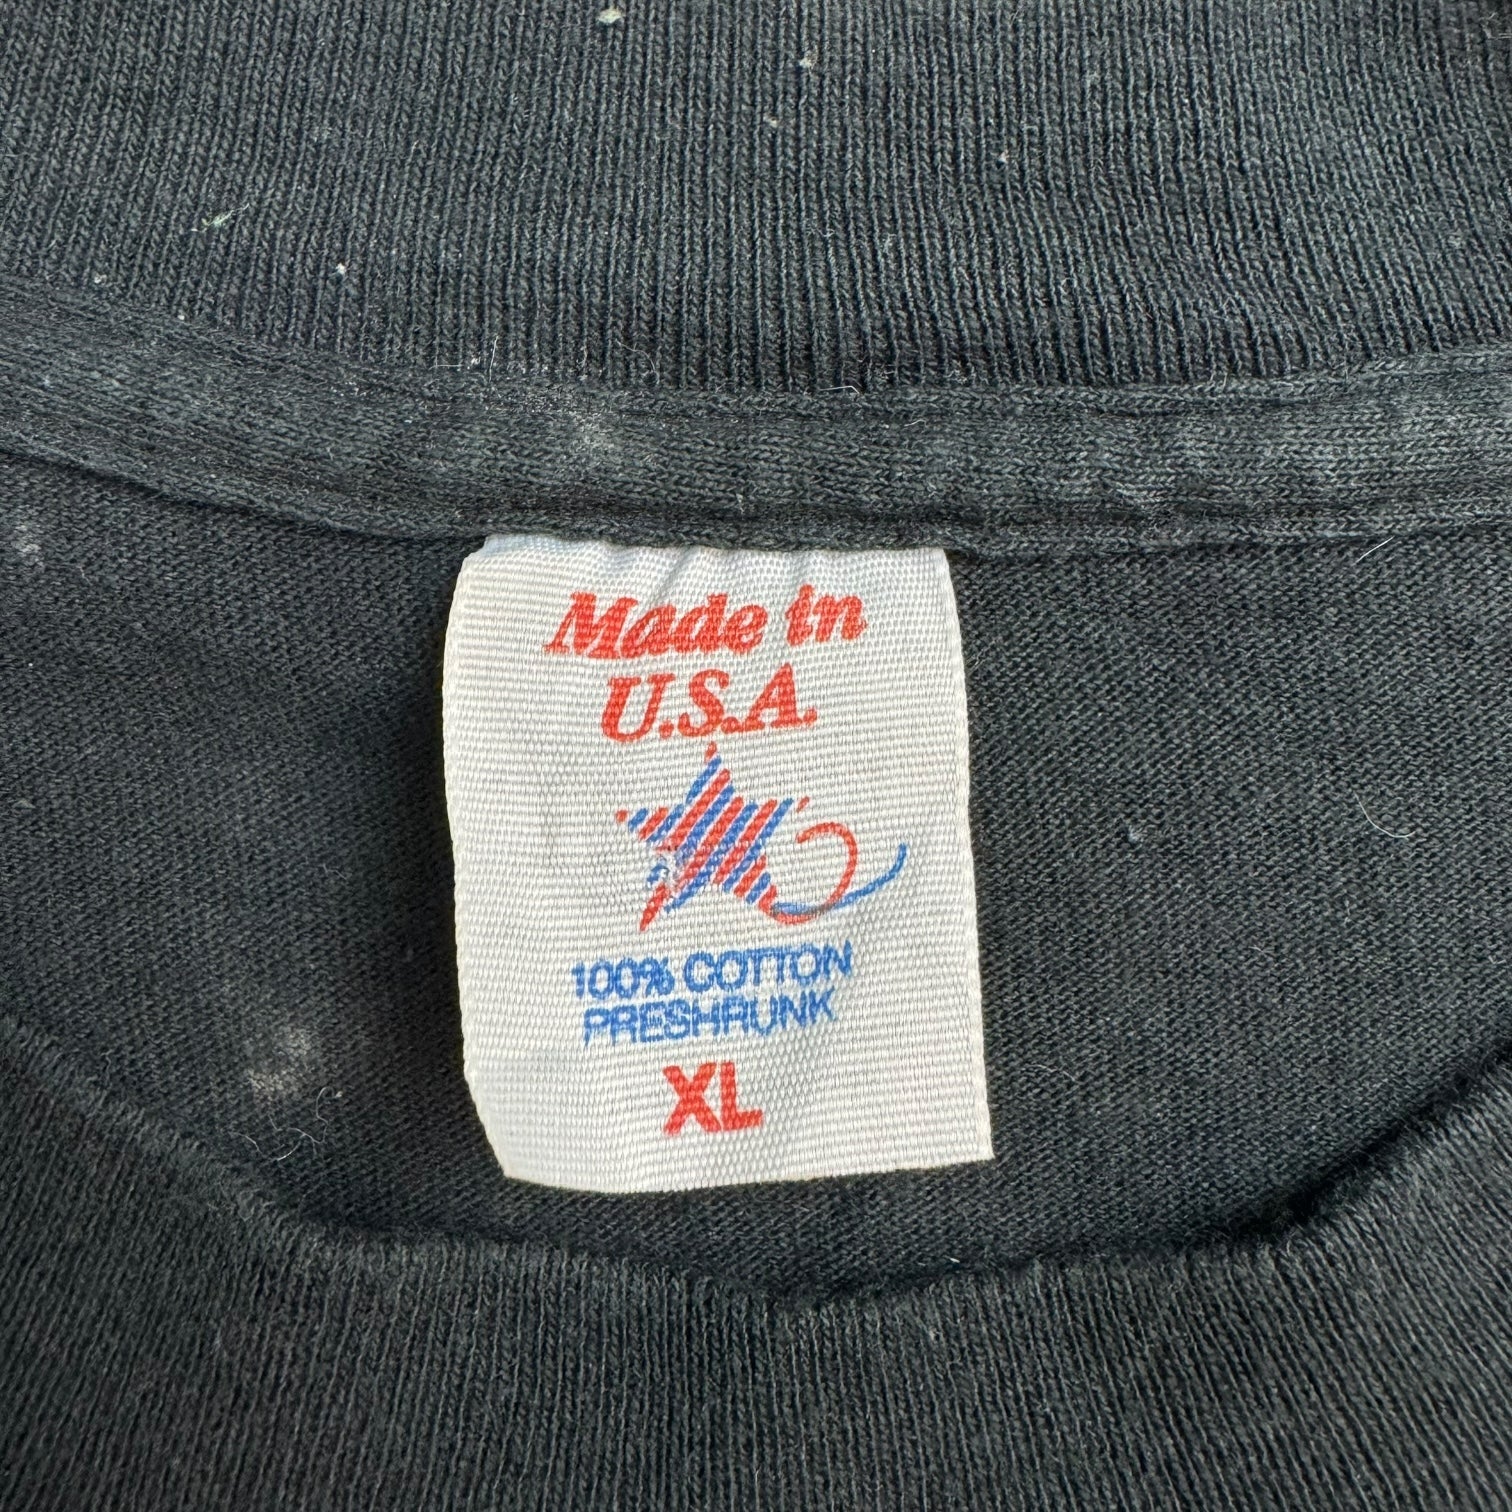 Made in
U.S.A.
100% COTTON
PRESHRUNK
XL